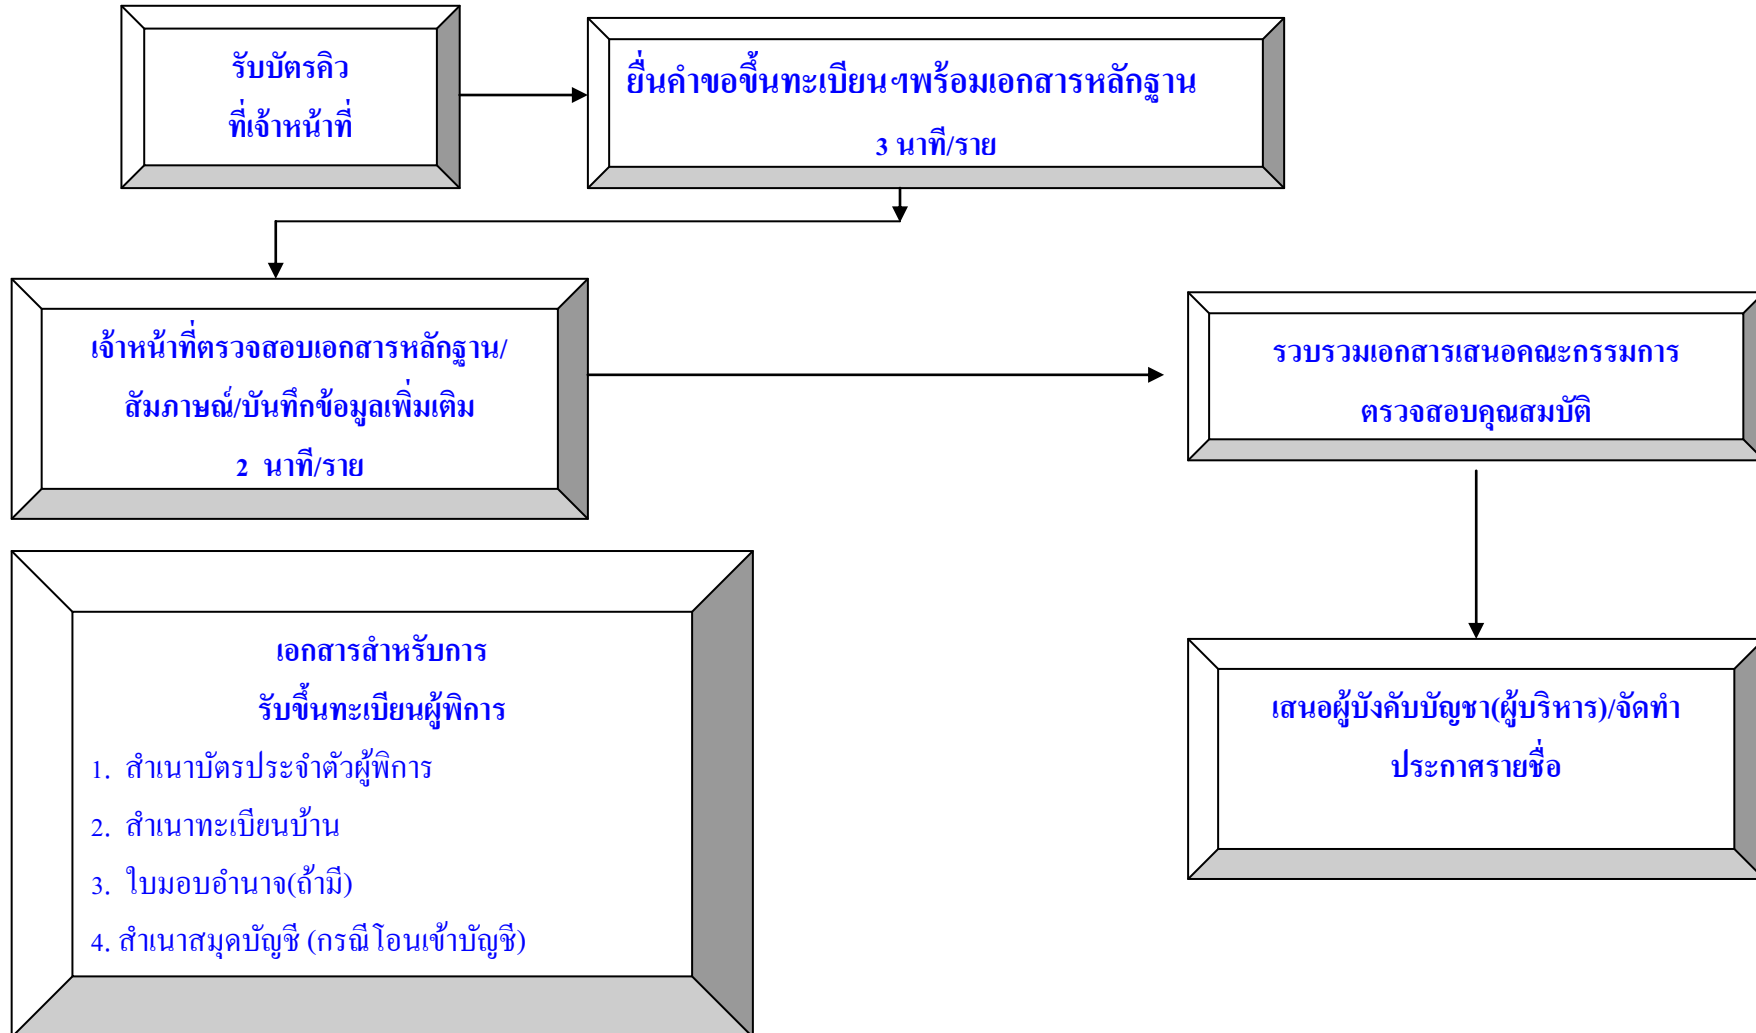 รับบัตรคิว
ที่เจ้าหน้าที่
ยื่นคำขอขึ้นทะเบียนฯพร้อมเอกสารหลักฐาน
3 นาที/ราย
เจ้าหน้าที่ตรวจสอบเอกสารหลักฐาน/
สัมภาษณ์/บันทึกข้อมูลเพิ่มเติม
2 นาที/ราย
รวบรวมเอกสารเสนอคณะกรรมการ
ตรวจสอบคุณสมบัติ
เสนอผู้บังคับบัญชา(ผู้บริหาร)/จัดทำ
ประกาศรายชื่อ
เอกสารสำหรับการ
รับขึ้นทะเบียนผู้พิการ
1. สำเนาบัตรประจำตัวผู้พิการ
2. สำเนาทะเบียนบ้าน
3. ใบมอบอำนาจ(ถ้ามี)
4. สำเนาสมุดบัญชี (กรณีโอนเข้าบัญชี)